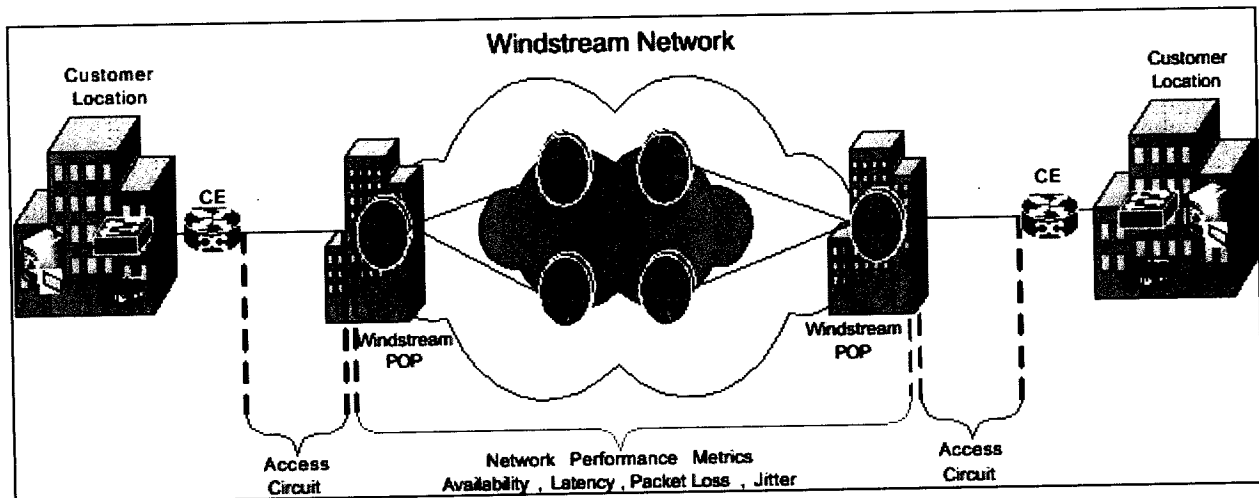 Windstream Network
Customer
Location
Customer
Location
CE
CE
Windstream
POP
Windstream
POP
Access
Circuit
Network Performance Metrics
Availability , Latency , Packet Loss , Jitter
Access
Circuit